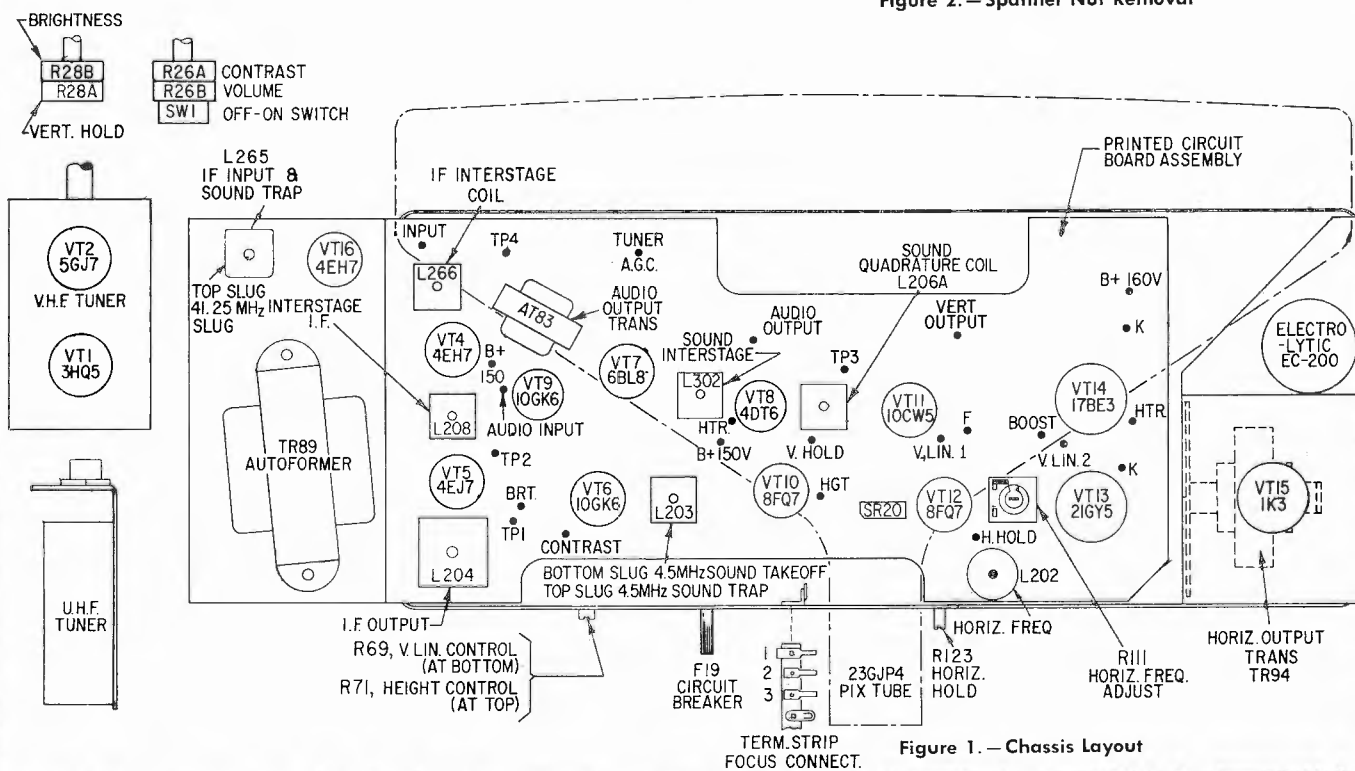 Figure 2.—Spanner Nut Removal
BRIGHTNESS
R28B
R28A
VERT. HOLD
R26A CONTRAST
R26B VOLUME
SW1 OFF-ON SWITCH
L265
IF INPUT &
SOUND TRAP
IF INTERSTAGE
COIL
PRINTED CIRCUIT
BOARD ASSEMBLY
VT2
5GJ7
V.H.F. TUNER
VT1
3HQ5
VT16
4EH7
TOP SLUG
41.25 MHz
SLUG
INTERSTAGE
I.F.
INPUT
TP4
TUNER
A.G.C.
SOUND
QUADRATURE COIL
L206A
L266
AT83
AUDIO
OUTPUT
TRANS
AUDIO
OUTPUT
VERT
OUTPUT
B+ 160V
K
ELECTRO
-LYTIC
EC-200
VT4
4EH7
B+
150
VT9
10GK6
VT7
6BL8
SOUND
INTERSTAGE
L302
TP3
VT8
4DT6
VT11
10CW5
VT14
17BE3
L208
AUDIO INPUT
HTR.
B+150V
V. HOLD
F
V.LIN. 1
BOOST
V.LIN. 2
HTR.
TR89
AUTOFORMER
TP2
VT5
4EJ7
BRT.
TP1
VT6
10GK6
L203
VT10
8FQ7
HGT
SR20
VT12
8FQ7
K
VT13
21GY5
VT15
1K3
CONTRAST
H.HOLD
L204
BOTTOM SLUG 4.5MHz SOUND TAKEOFF
TOP SLUG 4.5MHz SOUND TRAP
L202
U.H.F.
TUNER
I.F. OUTPUT
R69, V. LIN. CONTROL
(AT BOTTOM)
R71, HEIGHT CONTROL
(AT TOP)
F19
CIRCUIT
BREAKER
1
2
3
TERM.STRIP
FOCUS CONNECT.
23GJP4
PIX TUBE
R123
HORIZ.
HOLD
HORIZ. FREQ
R111
HORIZ. FREQ.
ADJUST
HORIZ. OUTPUT
TRANS
TR94
Figure 1.—Chassis Layout